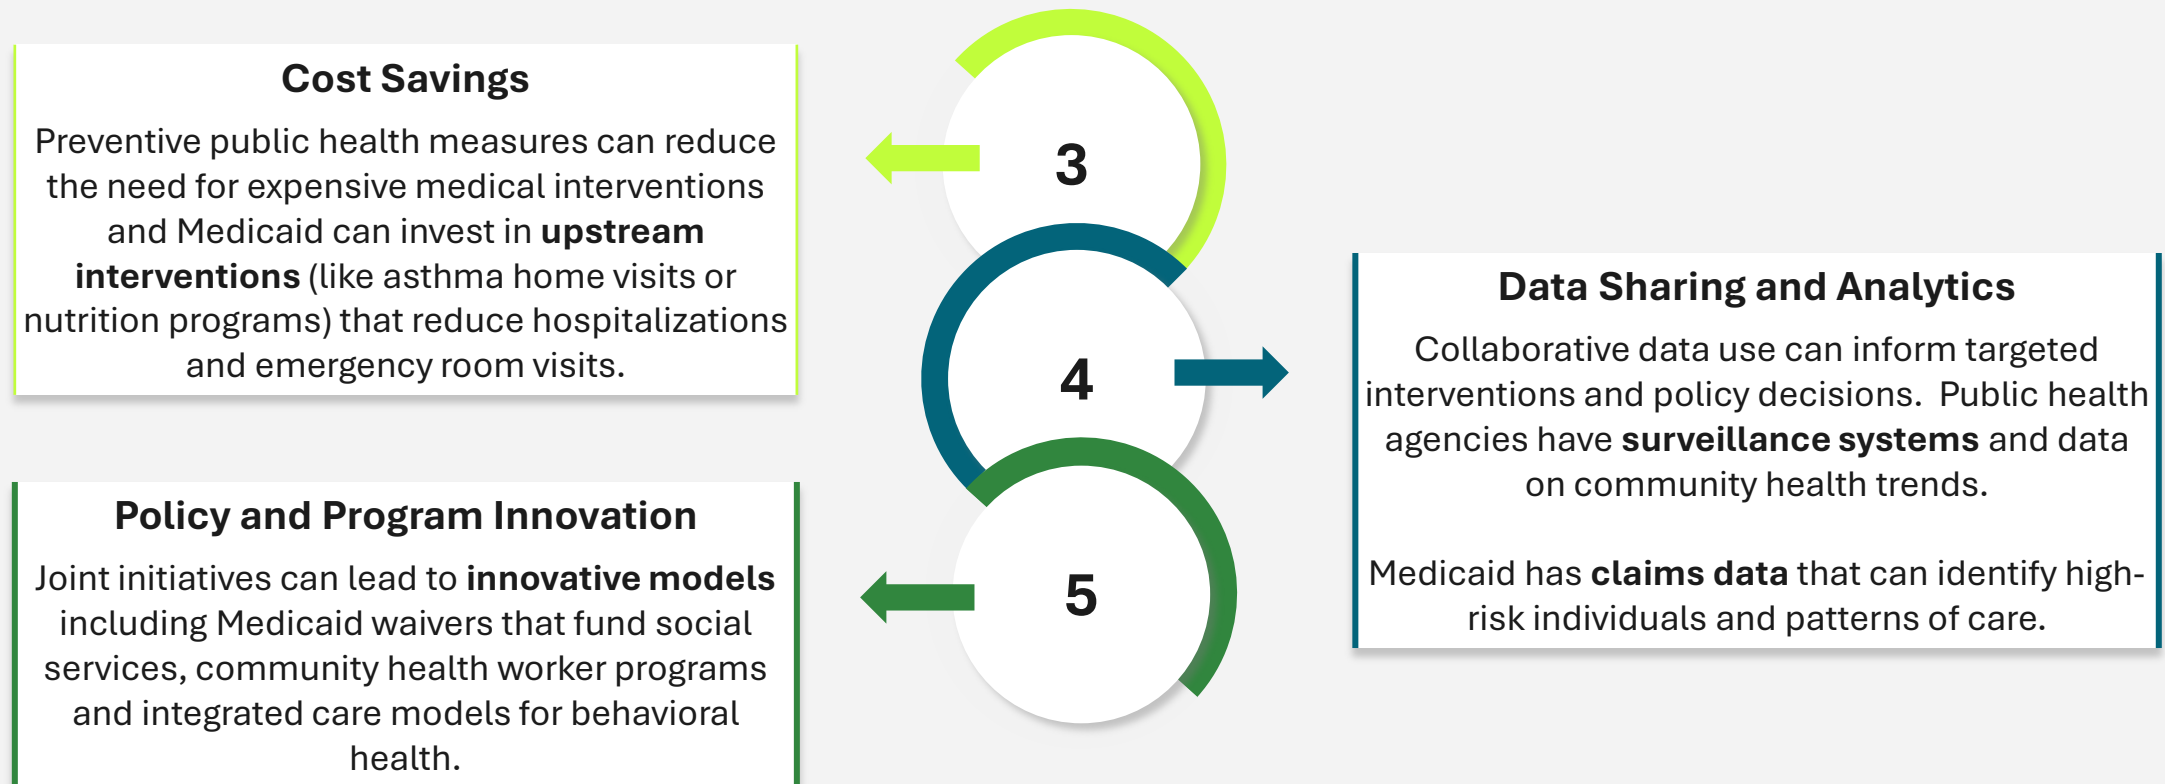 Cost Savings
Preventive public health measures can reduce
the need for expensive medical interventions
and Medicaid can invest in upstream
interventions (like asthma home visits or
nutrition programs) that reduce hospitalizations
and emergency room visits.
3
4
Data Sharing and Analytics
Collaborative data use can inform targeted
interventions and policy decisions.  Public health
agencies have surveillance systems and data
on community health trends.
Medicaid has claims data that can identify high-
risk individuals and patterns of care.
Policy and Program Innovation
Joint initiatives can lead to innovative models
including Medicaid waivers that fund social
services, community health worker programs
and integrated care models for behavioral
health.
5